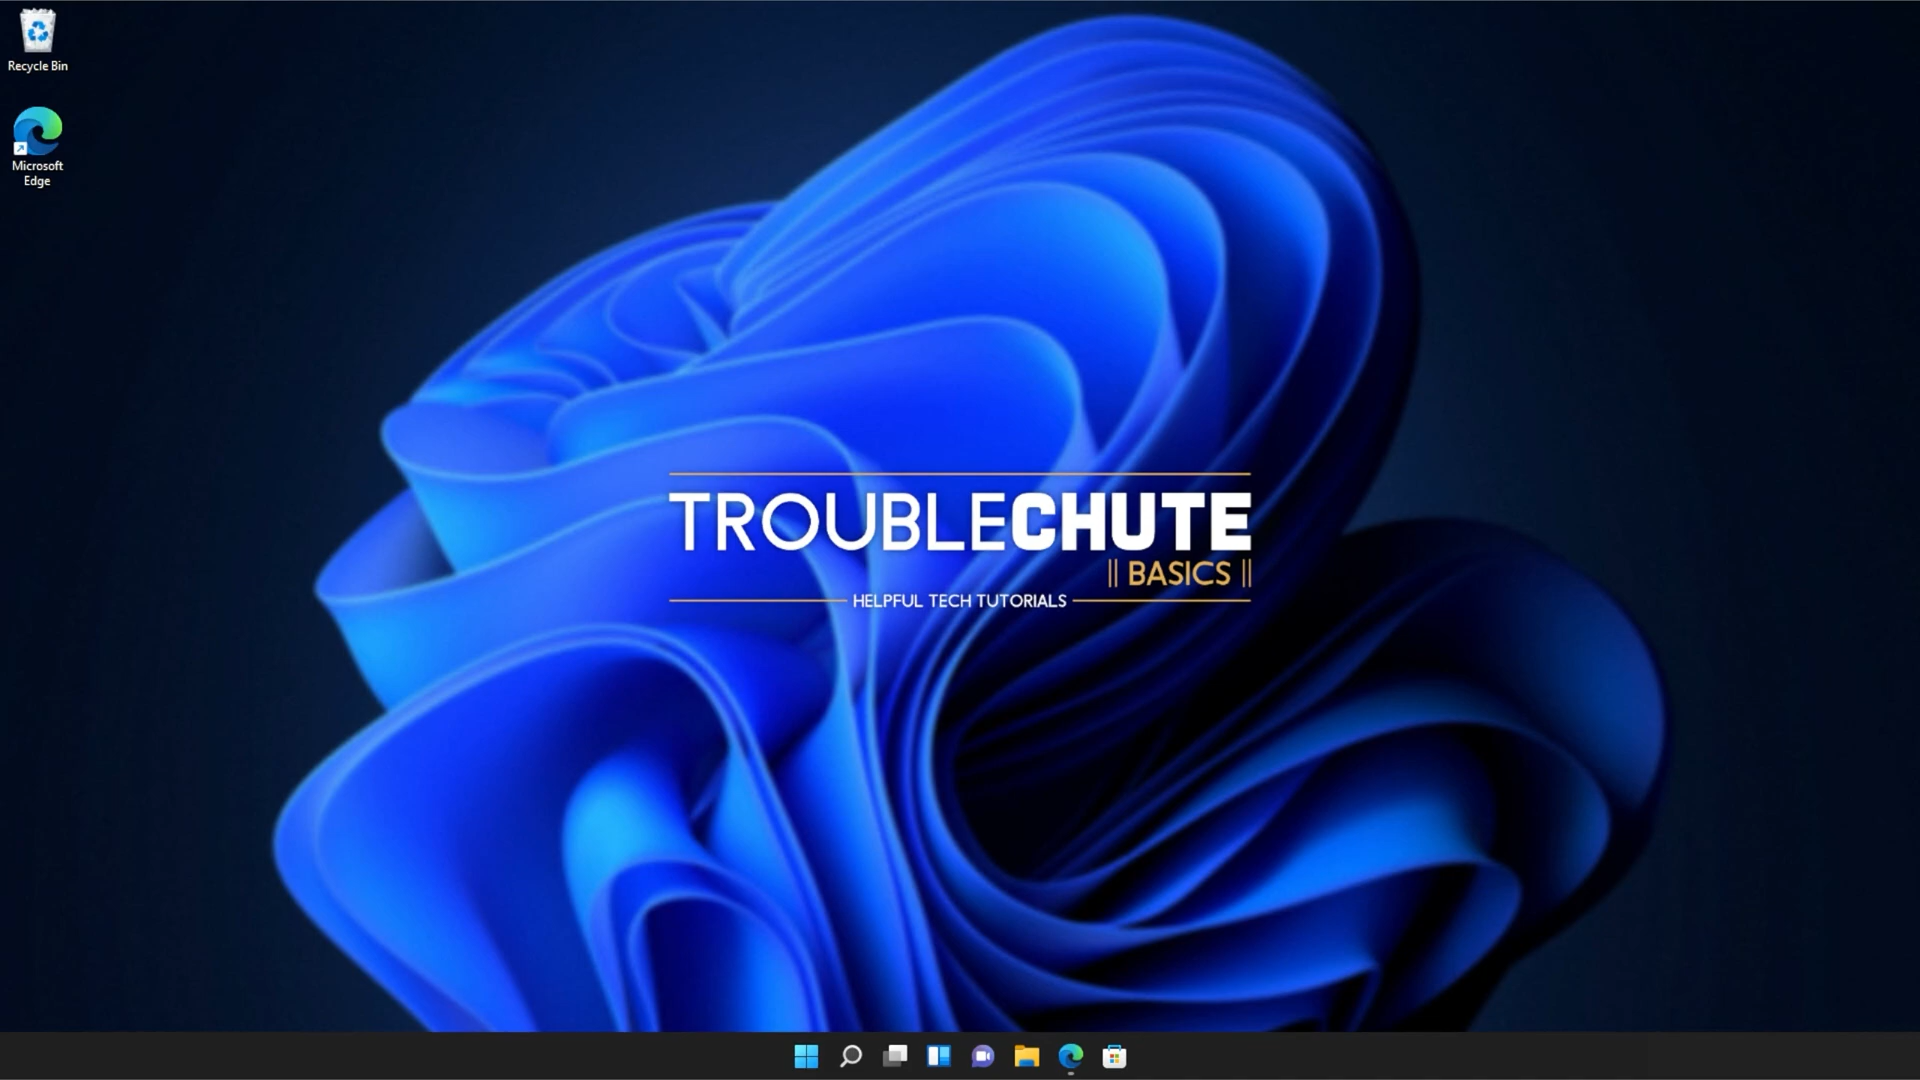 Recycle Bin
Microsoft
Edge
TROUBLECHUTE
|| BASICS ||
HELPFUL TECH TUTORIALS